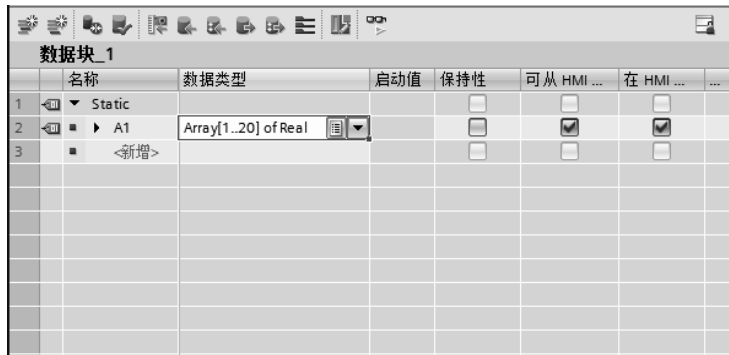 数据块_1
名称 数据类型 启动值 保持性 可从 HMI ... 在 HMI ... ...
1 Static
2 A1 Array[1..20] of Real
3 <新增>